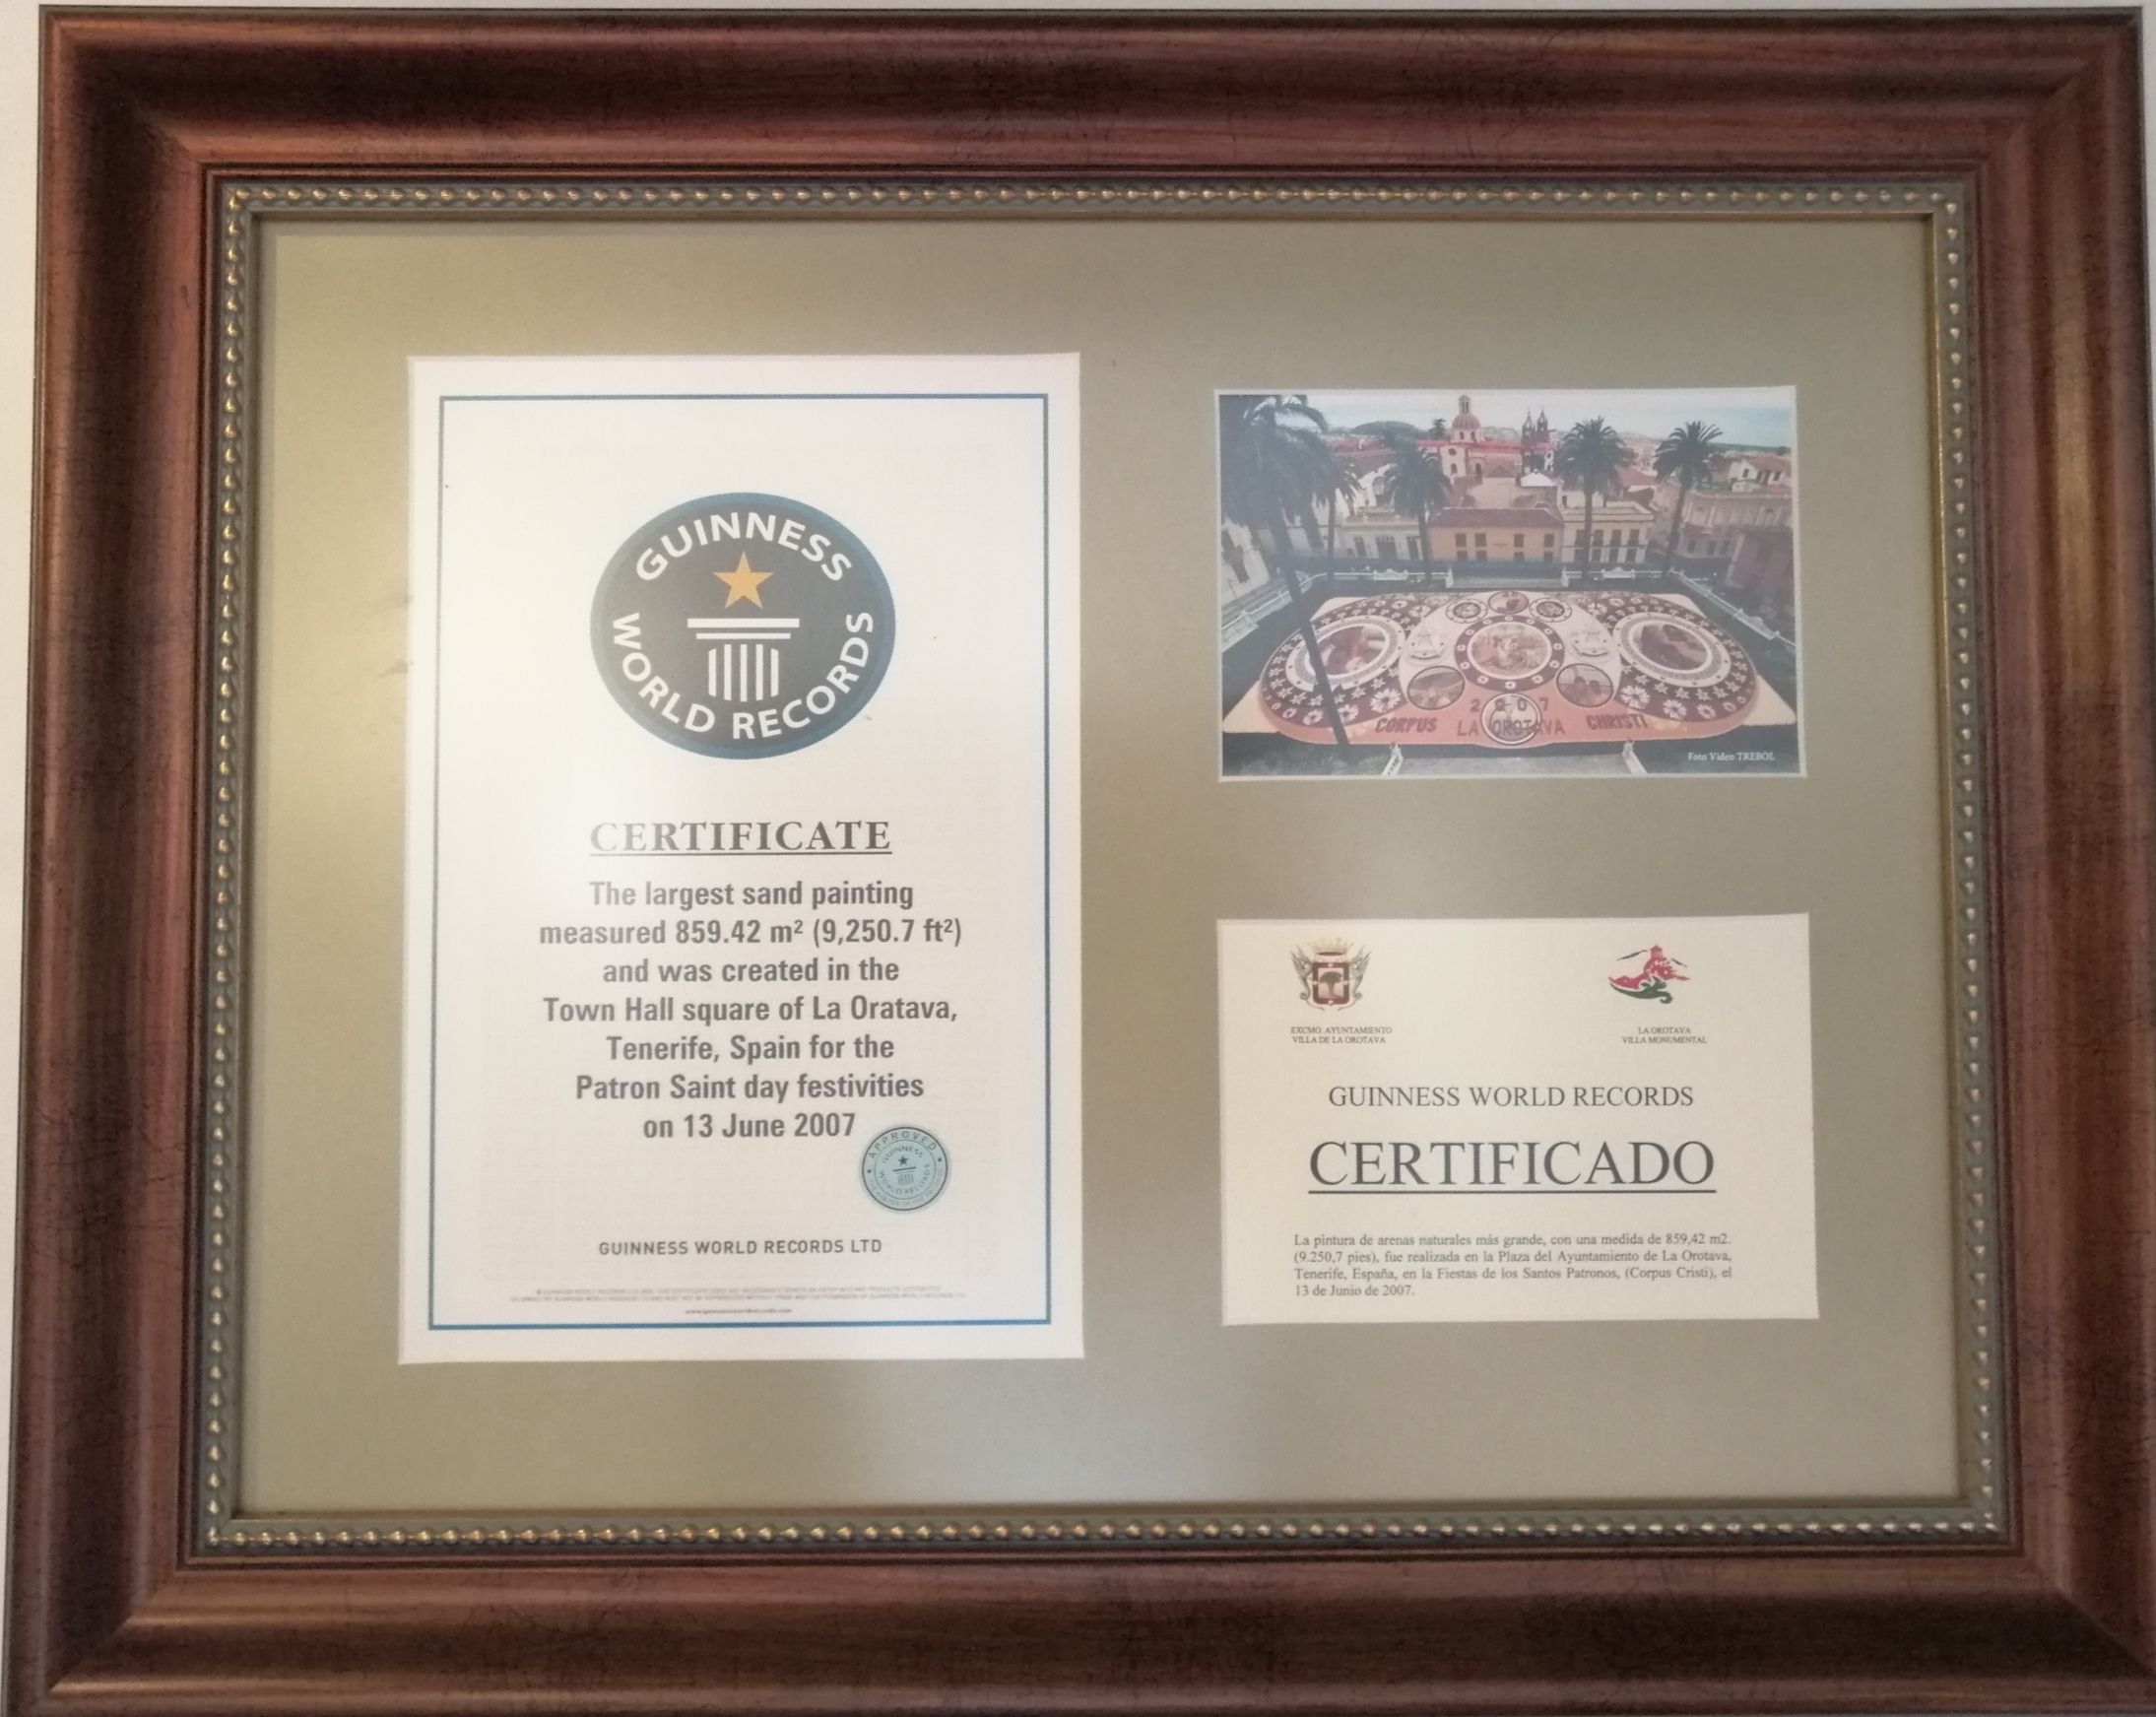 GUINNESS
WORLD RECORDS
CERTIFICATE
The largest sand painting
measured 859.42 m² (9,250.7 ft²)
and was created in the
Town Hall square of La Oratava,
Tenerife, Spain for the
Patron Saint day festivities
on 13 June 2007
APPROVED
GUINNESS
WORLD RECORDS
GUINNESS WORLD RECORDS LTD
www.guinnessworldrecords.com
2007
CORPUS LA OROTAVA CHRISTI
Foto Video TREBOL
EXCMO. AYUNTAMIENTO
VILLA DE LA OROTAVA
LA OROTAVA
VILLA MONUMENTAL
GUINNESS WORLD RECORDS
CERTIFICADO
La pintura de arenas naturales más grande, con una medida de 859,42 m2.
(9.250,7 pies), fue realizada en la Plaza del Ayuntamiento de La Orotava,
Tenerife, España, en la Fiestas de los Santos Patronos, (Corpus Cristi), el
13 de Junio de 2007.